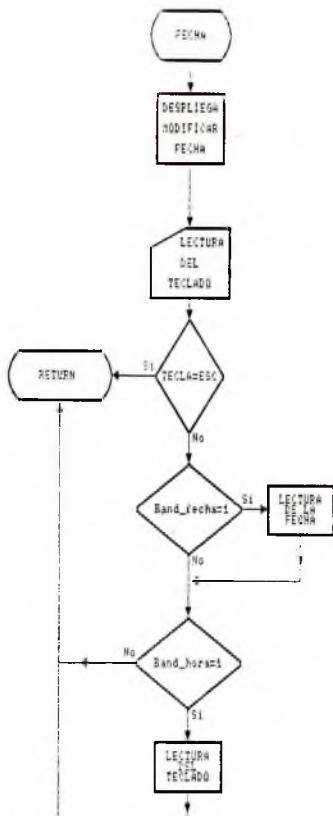 FECHA
DESPLIEGA
MODIFICAR
FECHA
LECTURA
DEL
TECLADO
Si
TECLA=ESC
RETURN
No
Band_fecha=1
Si
LECTURA
DE LA
FECHA
No
No
Band_hora=1
Si
LECTURA
DEL
TECLADO